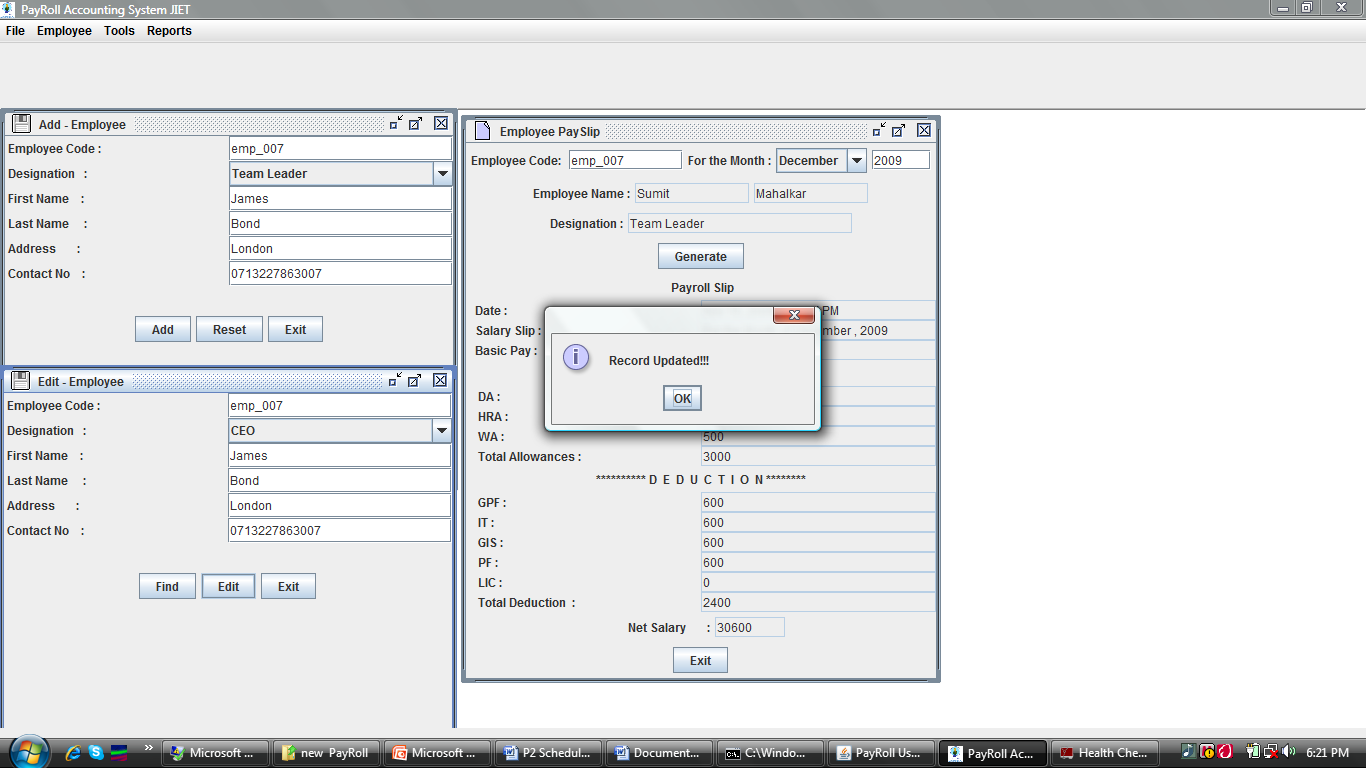 PayRoll Accounting System JIET
File Employee Tools Reports
Add - Employee
Employee Code : emp_007
Designation : Team Leader
First Name : James
Last Name : Bond
Address : London
Contact No : 0713227863007
Add Reset Exit
Edit - Employee
Employee Code : emp_007
Designation : CEO
First Name : James
Last Name : Bond
Address : London
Contact No : 0713227863007
Find Edit Exit
Employee PaySlip
Employee Code: emp_007 For the Month : December 2009
Employee Name : Sumit Mahalkar
Designation : Team Leader
Generate
Payroll Slip
Date : PM
Salary Slip : mber , 2009
Basic Pay :
Record Updated!!!
OK
DA :
HRA :
WA : 500
Total Allowances : 3000
********** D E D U C T I O N ********
GPF : 600
IT : 600
GIS : 600
PF : 600
LIC : 0
Total Deduction : 2400
Net Salary : 30600
Exit
Microsoft ... new PayRoll Microsoft ... P2 Schedul... Document... C:\Windo... PayRoll Us... PayRoll Ac... Health Che... 6:21 PM